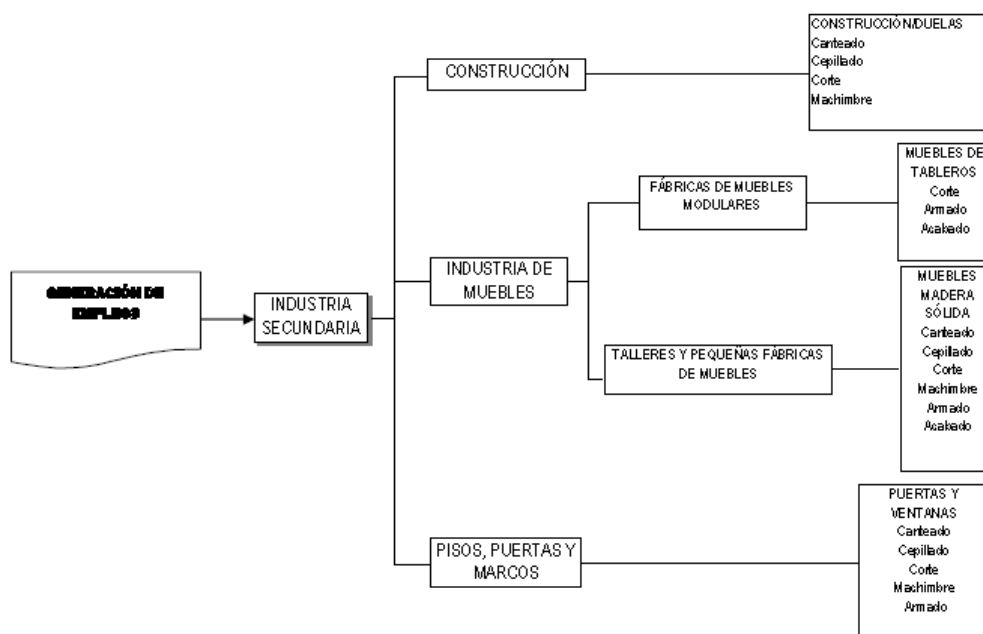 GENERACIÓN DE
EMPLEOS
INDUSTRIA
SECUNDARIA
CONSTRUCCIÓN
CONSTRUCCIÓN/DUELAS
Canteado
Cepillado
Corte
Machimbre
INDUSTRIA DE
MUEBLES
FÁBRICAS DE MUEBLES
MODULARES
MUEBLES DE
TABLEROS
Corte
Armado
Acabado
TALLERES Y PEQUEÑAS FÁBRICAS
DE MUEBLES
MUEBLES
MADERA
SÓLIDA
Canteado
Cepillado
Corte
Machimbre
Armado
Acabado
PISOS, PUERTAS Y
MARCOS
PUERTAS Y
VENTANAS
Canteado
Cepillado
Corte
Machimbre
Armado